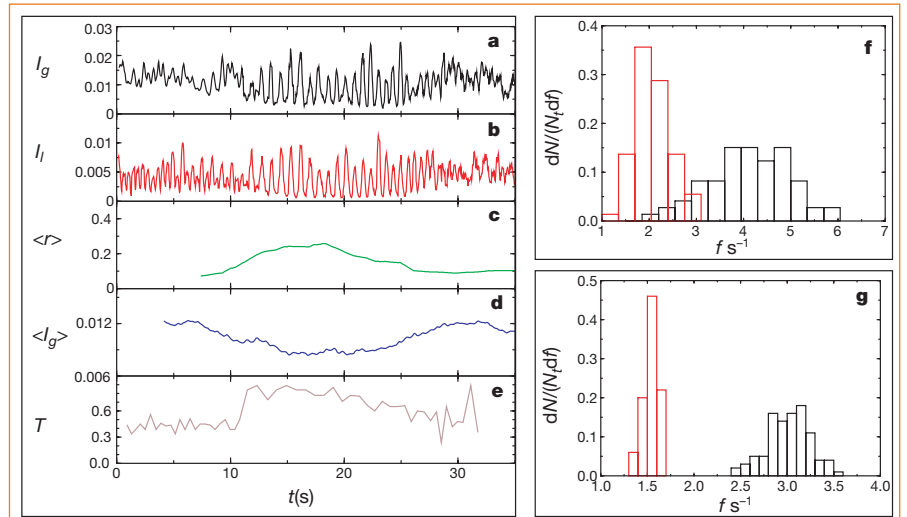 a
I_g
0.03
0.02
0.01
0
b
I_l
0.01
0.005
0
c
<r>
0.4
0.2
0
d
<I_g>
0.012
0.006
e
T
0.6
0.3
0.0
0 10 20 30
t(s)
f
dN/(N_t df)
0.4
0.3
0.2
0.1
0
1 2 3 4 5 6 7
f s⁻¹
g
dN/(N_t df)
0.5
0.4
0.3
0.2
0.1
0
1.0 1.5 2.0 2.5 3.0 3.5 4.0
f s⁻¹